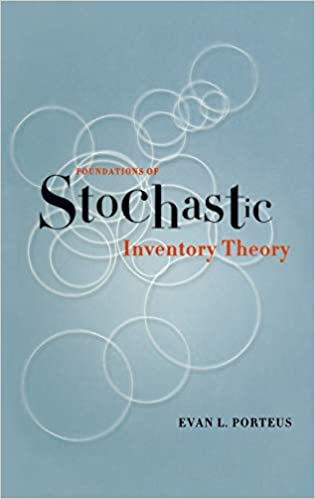 FOUNDATIONS OF
Stochastic
Inventory Theory
EVAN L. PORTEUS